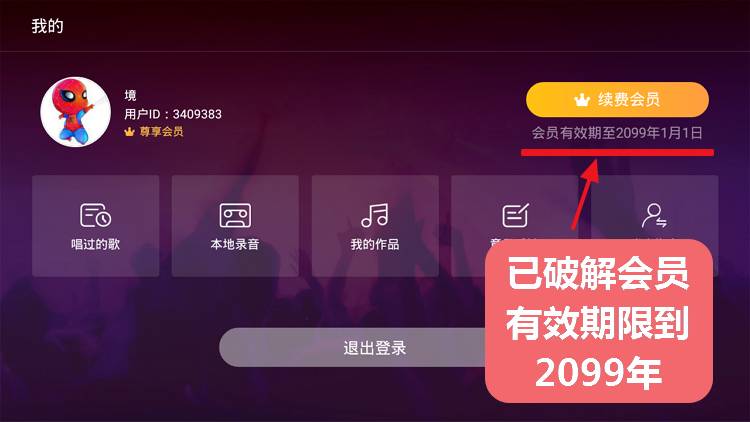 我的
境
用户ID：3409383
尊享会员
续费会员
会员有效期至2099年1月1日
唱过的歌
本地录音
我的作品
退出登录
已破解会员
有效期限到
2099年